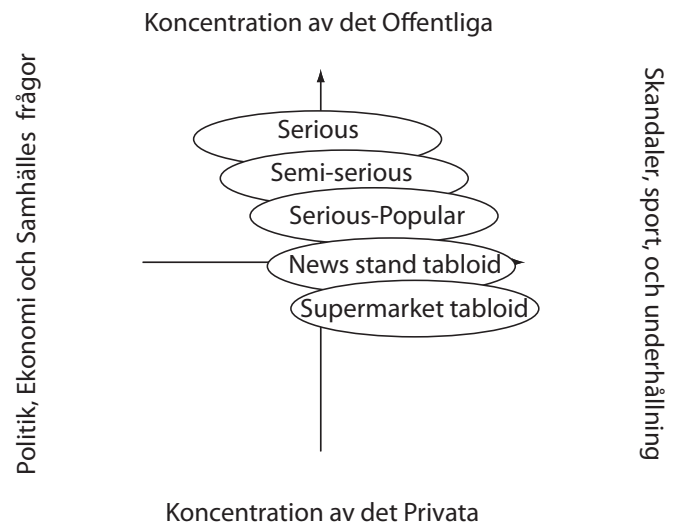 Koncentration av det Offentliga
Politik, Ekonomi och Samhälles frågor
Skandaler, sport, och underhållning
Serious
Semi-serious
Serious-Popular
News stand tabloid
Supermarket tabloid
Koncentration av det Privata